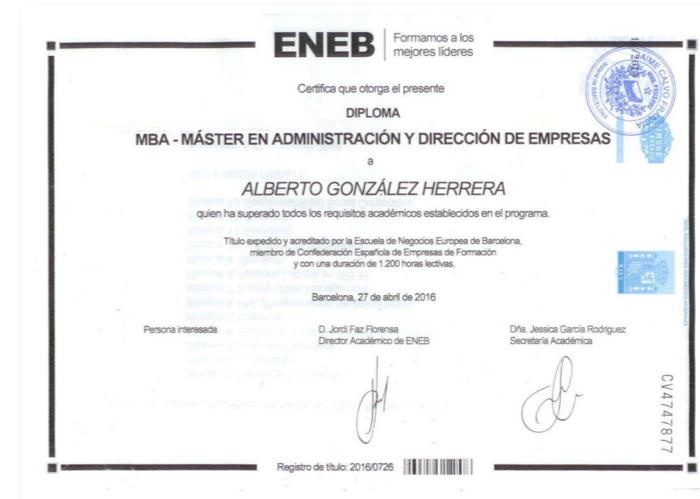 ENEB
Formamos a los
mejores líderes
Certifica que otorga el presente
DIPLOMA
MBA - MÁSTER EN ADMINISTRACIÓN Y DIRECCIÓN DE EMPRESAS
a
ALBERTO GONZÁLEZ HERRERA
quien ha superado todos los requisitos académicos establecidos en el programa.
Título expedido y acreditado por la Escuela de Negocios Europea de Barcelona,
miembro de Confederación Española de Empresas de Formación
y con una duración de 1.200 horas lectivas.
Barcelona, 27 de abril de 2016
Persona interesada
D. Jordi Faz Florensa
Director Académico de ENEB
Dña. Jessica García Rodríguez
Secretaría Académica
CV4747877
Registro de título: 2016/0726
JAIME CALVO
TIMBRE